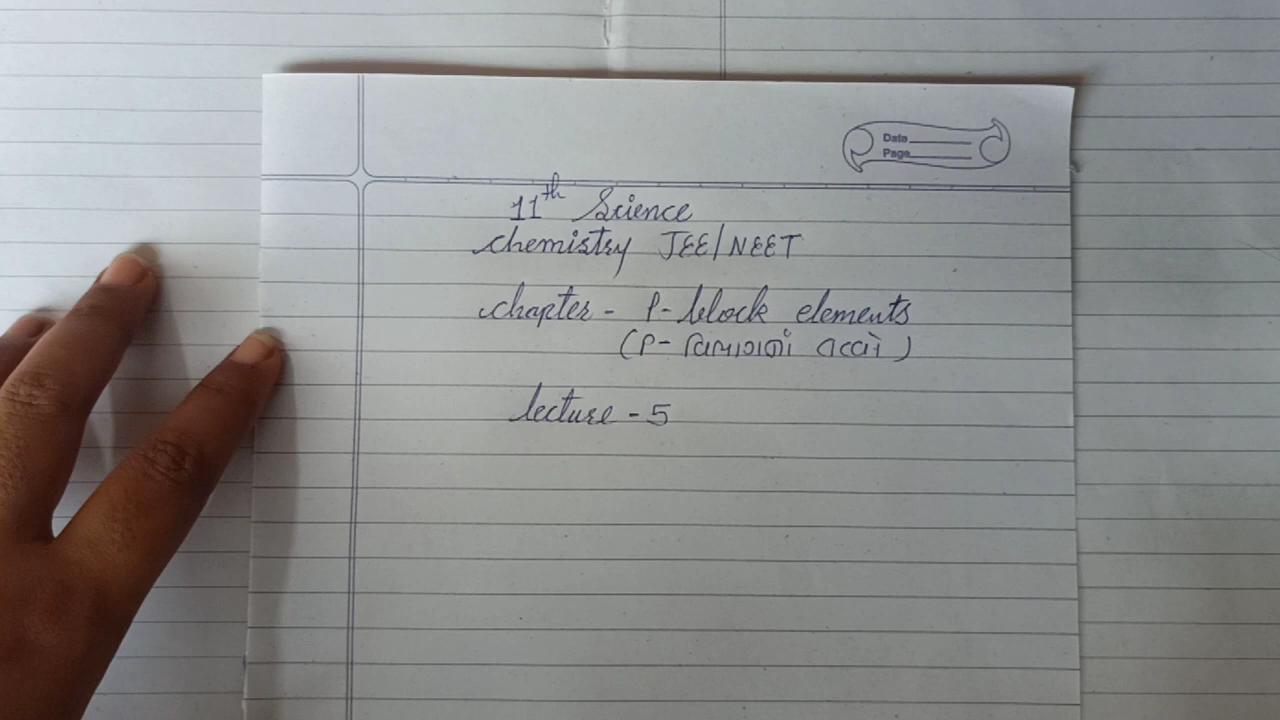 Date
Page
11th Science
chemistry JEE/NEET
chapter - P-block elements
(P- વિભાગનાં તત્વો)
lecture - 5